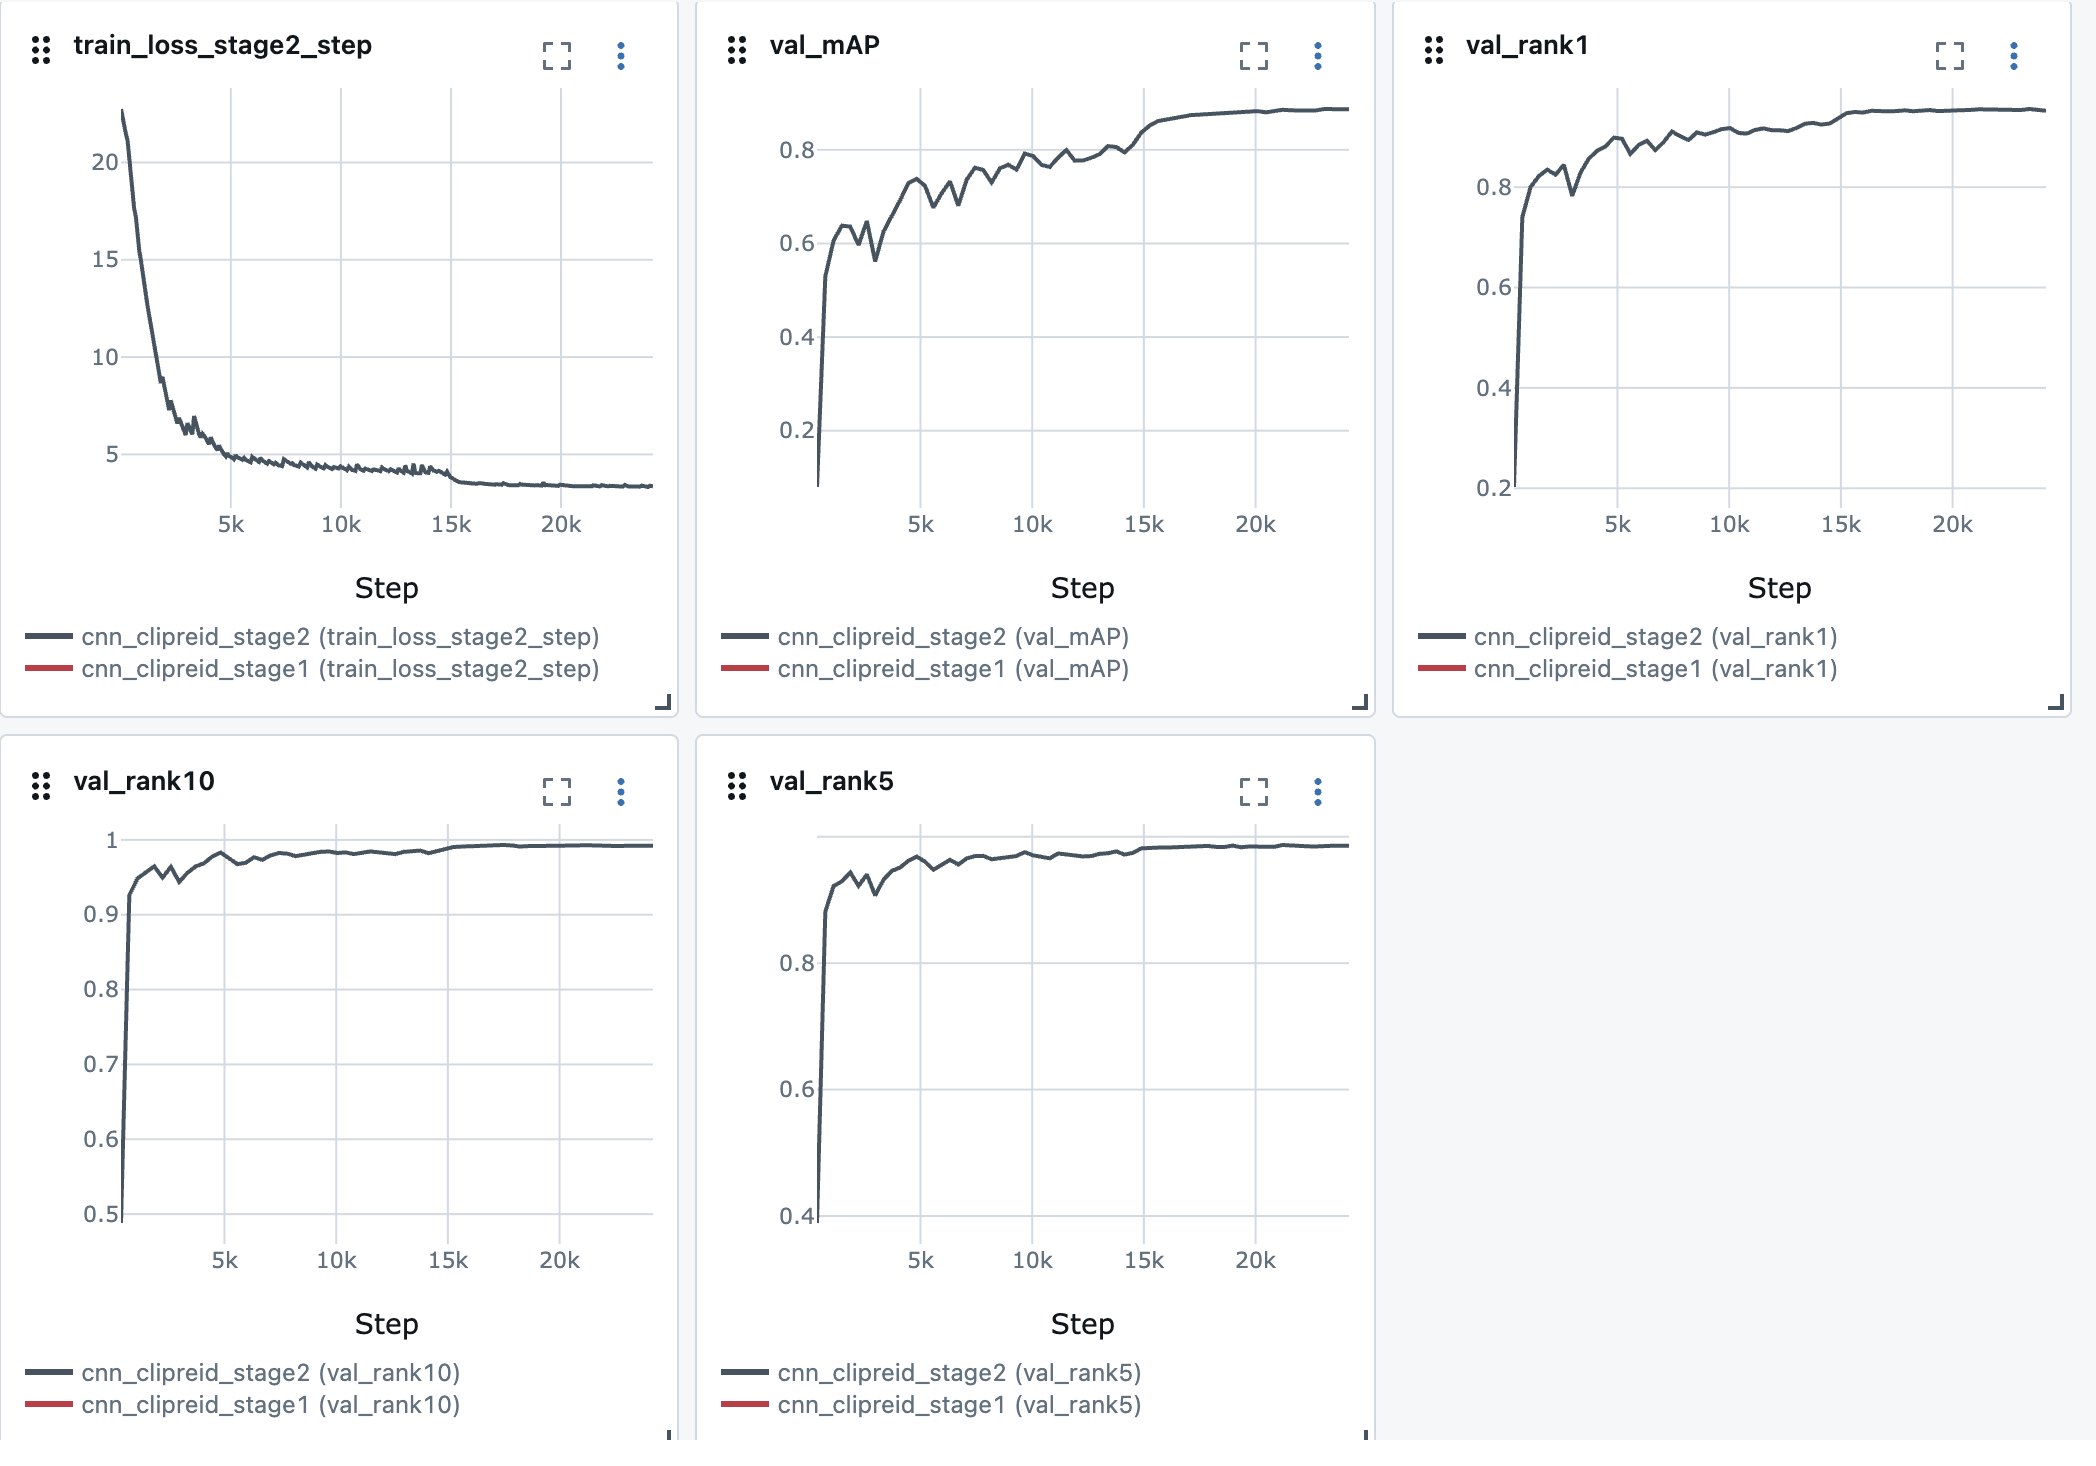 train_loss_stage2_step
20
15
10
5
5k 10k 15k 20k
Step
cnn_clipreid_stage2 (train_loss_stage2_step)
cnn_clipreid_stage1 (train_loss_stage2_step)
val_mAP
0.8
0.6
0.4
0.2
5k 10k 15k 20k
Step
cnn_clipreid_stage2 (val_mAP)
cnn_clipreid_stage1 (val_mAP)
val_rank1
0.8
0.6
0.4
0.2
5k 10k 15k 20k
Step
cnn_clipreid_stage2 (val_rank1)
cnn_clipreid_stage1 (val_rank1)
val_rank10
1
0.9
0.8
0.7
0.6
0.5
5k 10k 15k 20k
Step
cnn_clipreid_stage2 (val_rank10)
cnn_clipreid_stage1 (val_rank10)
val_rank5
0.8
0.6
0.4
5k 10k 15k 20k
Step
cnn_clipreid_stage2 (val_rank5)
cnn_clipreid_stage1 (val_rank5)